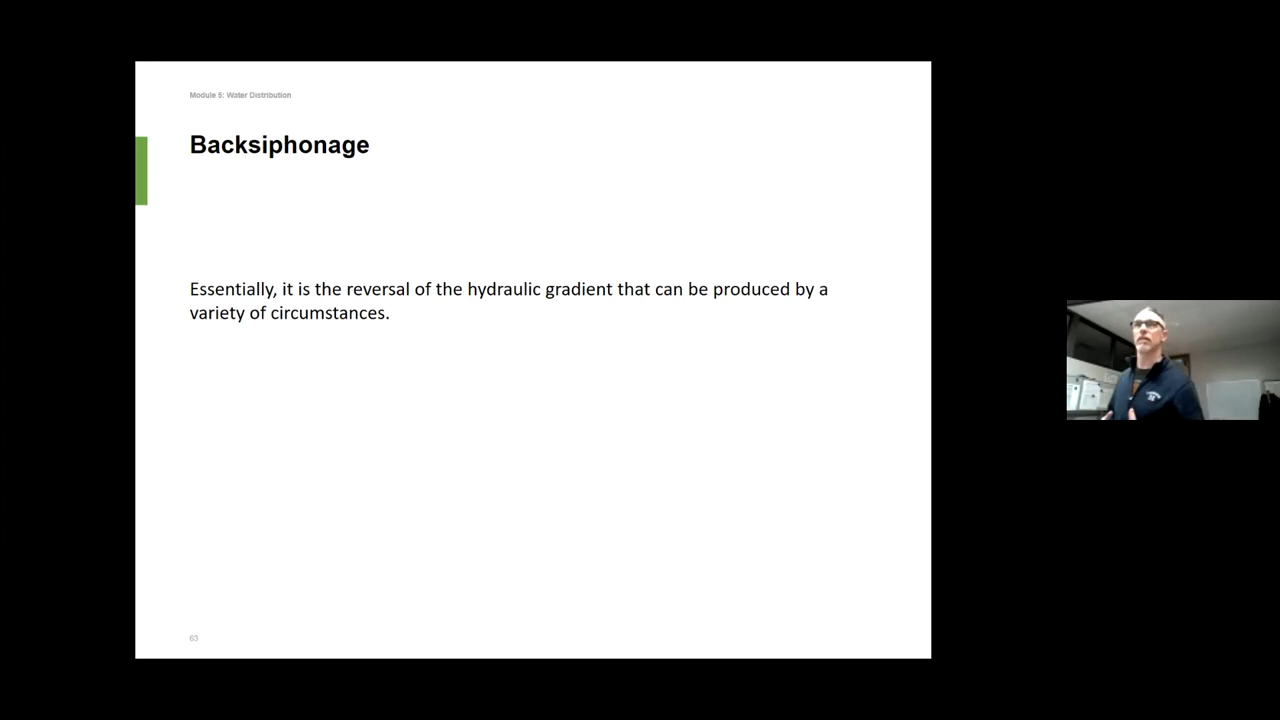 Module 5: Water Distribution
Backsiphonage
Essentially, it is the reversal of the hydraulic gradient that can be produced by a
variety of circumstances.
63